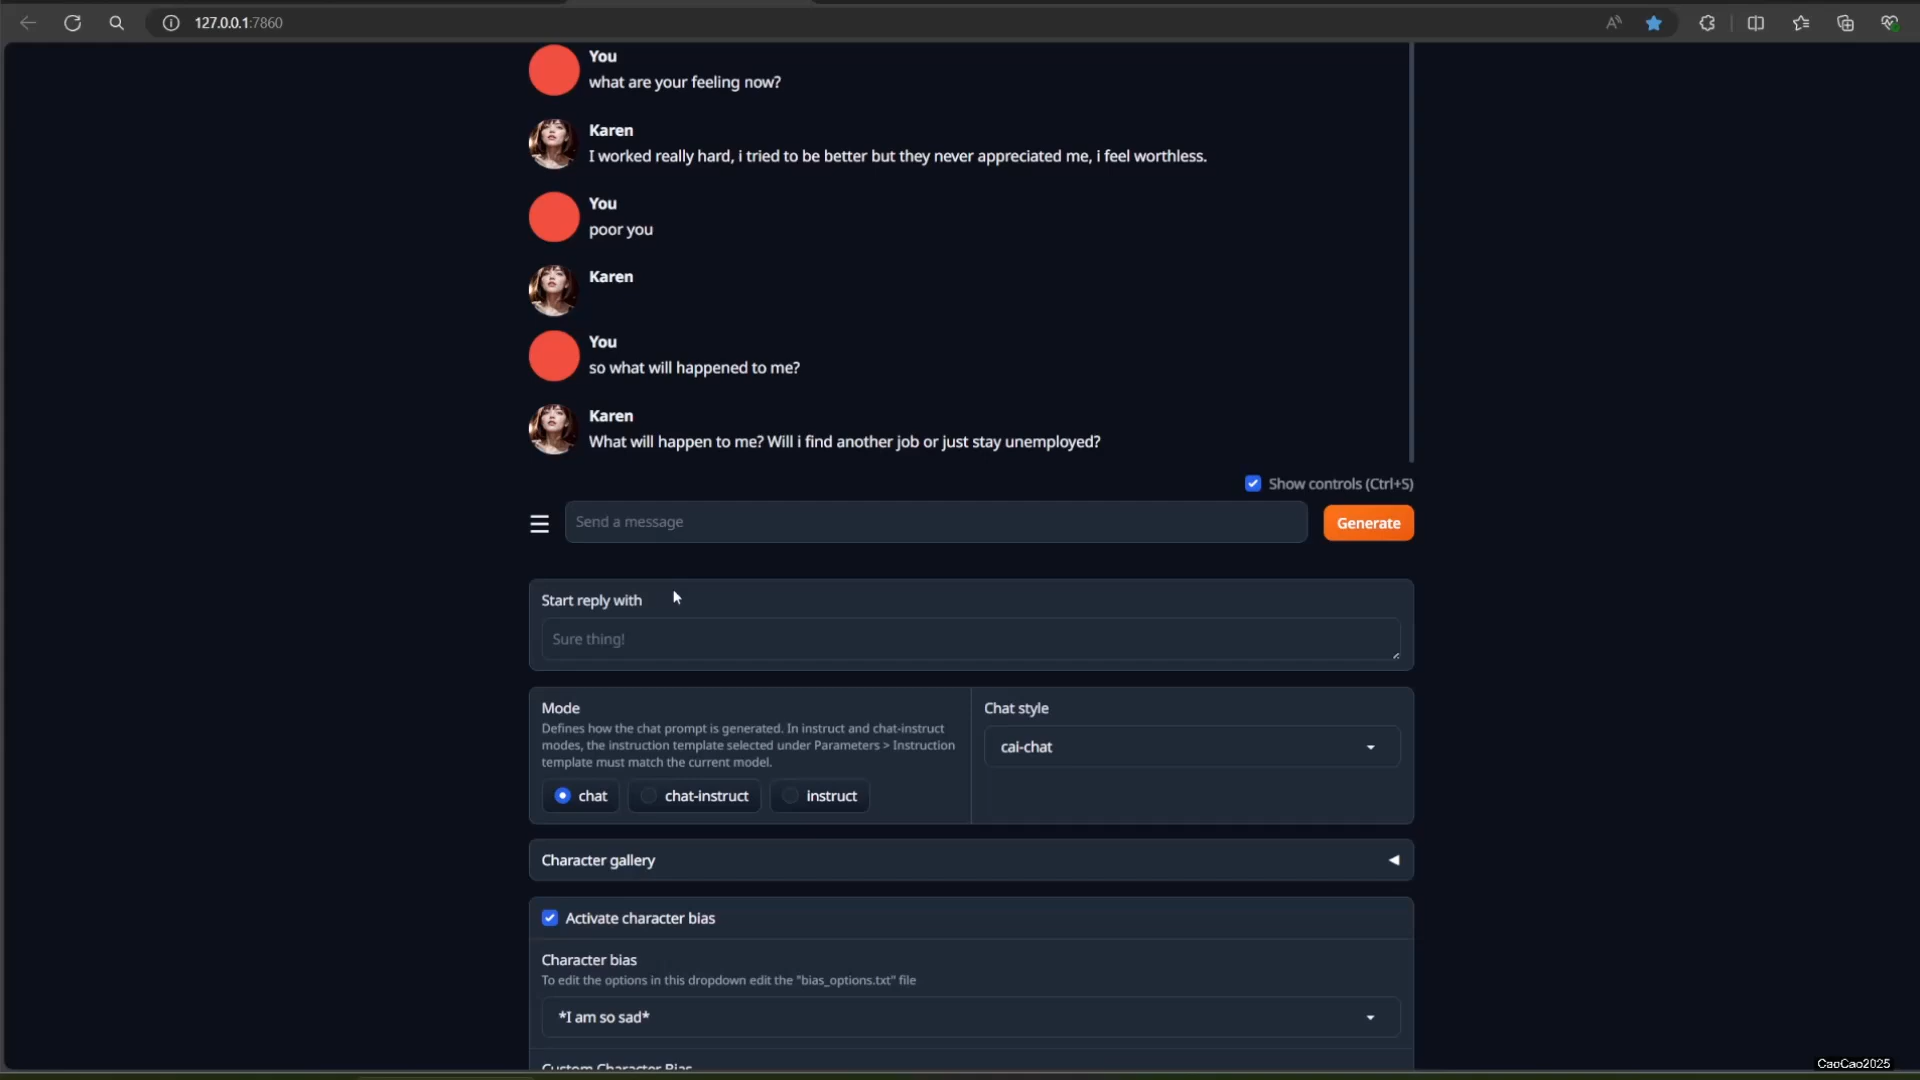 127.0.0.1:7860
You
what are your feeling now?
Karen
I worked really hard, i tried to be better but they never appreciated me, i feel worthless.
You
poor you
Karen
You
so what will happened to me?
Karen
What will happen to me? Will i find another job or just stay unemployed?
Show controls (Ctrl+S)
Send a message
Generate
Start reply with
Sure thing!
Mode
Defines how the chat prompt is generated. In instruct and chat-instruct
modes, the instruction template selected under Parameters > Instruction
template must match the current model.
chat
chat-instruct
instruct
Chat style
cai-chat
Character gallery
Activate character bias
Character bias
To edit the options in this dropdown edit the "bias_options.txt" file
*I am so sad*
Custom Character Bias
CaoCao2025